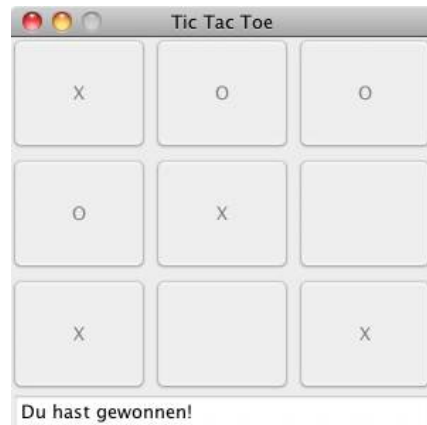 Tic Tac Toe
X O O
O X
X X
Du hast gewonnen!